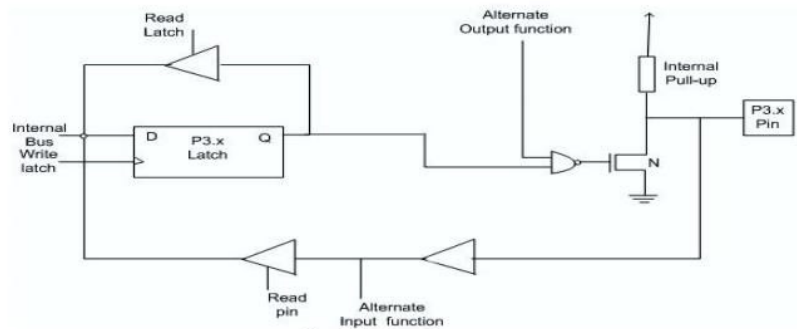 Read
Latch
Alternate
Output function
Internal
Pull-up
P3.x
Pin
Internal
Bus
Write
latch
D
P3.x
Latch
Q
N
Read
pin
Alternate
Input function